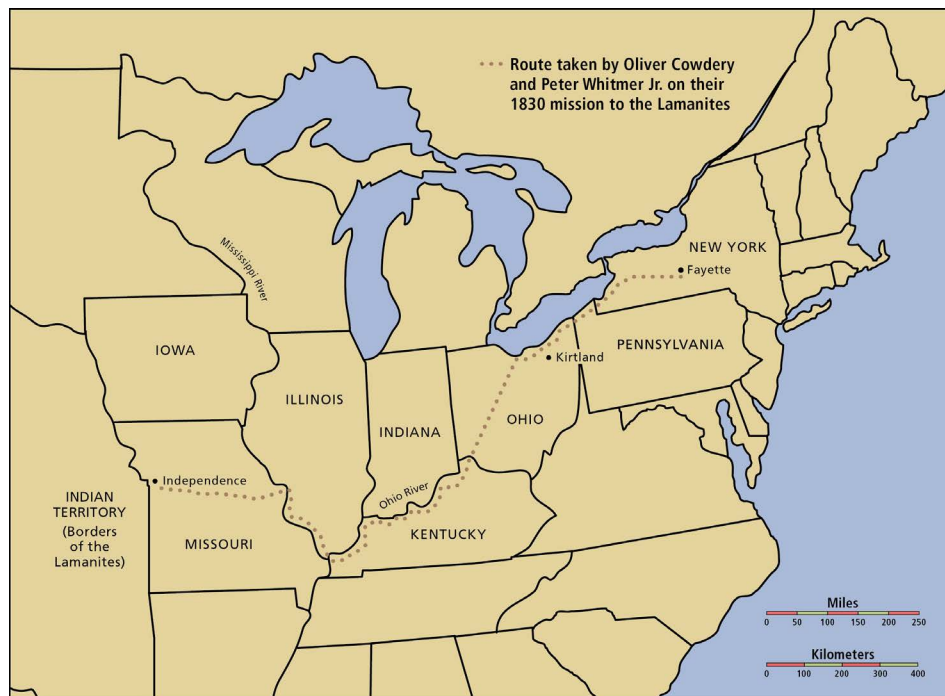 Route taken by Oliver Cowdery
and Peter Whitmer Jr. on their
1830 mission to the Lamanites
Mississippi River
NEW YORK
Fayette
IOWA
PENNSYLVANIA
Kirtland
ILLINOIS
OHIO
INDIANA
Independence
Ohio River
INDIAN
TERRITORY
(Borders
of the
Lamanites)
MISSOURI
KENTUCKY
Miles
0 50 100 150 200 250
Kilometers
0 100 200 300 400